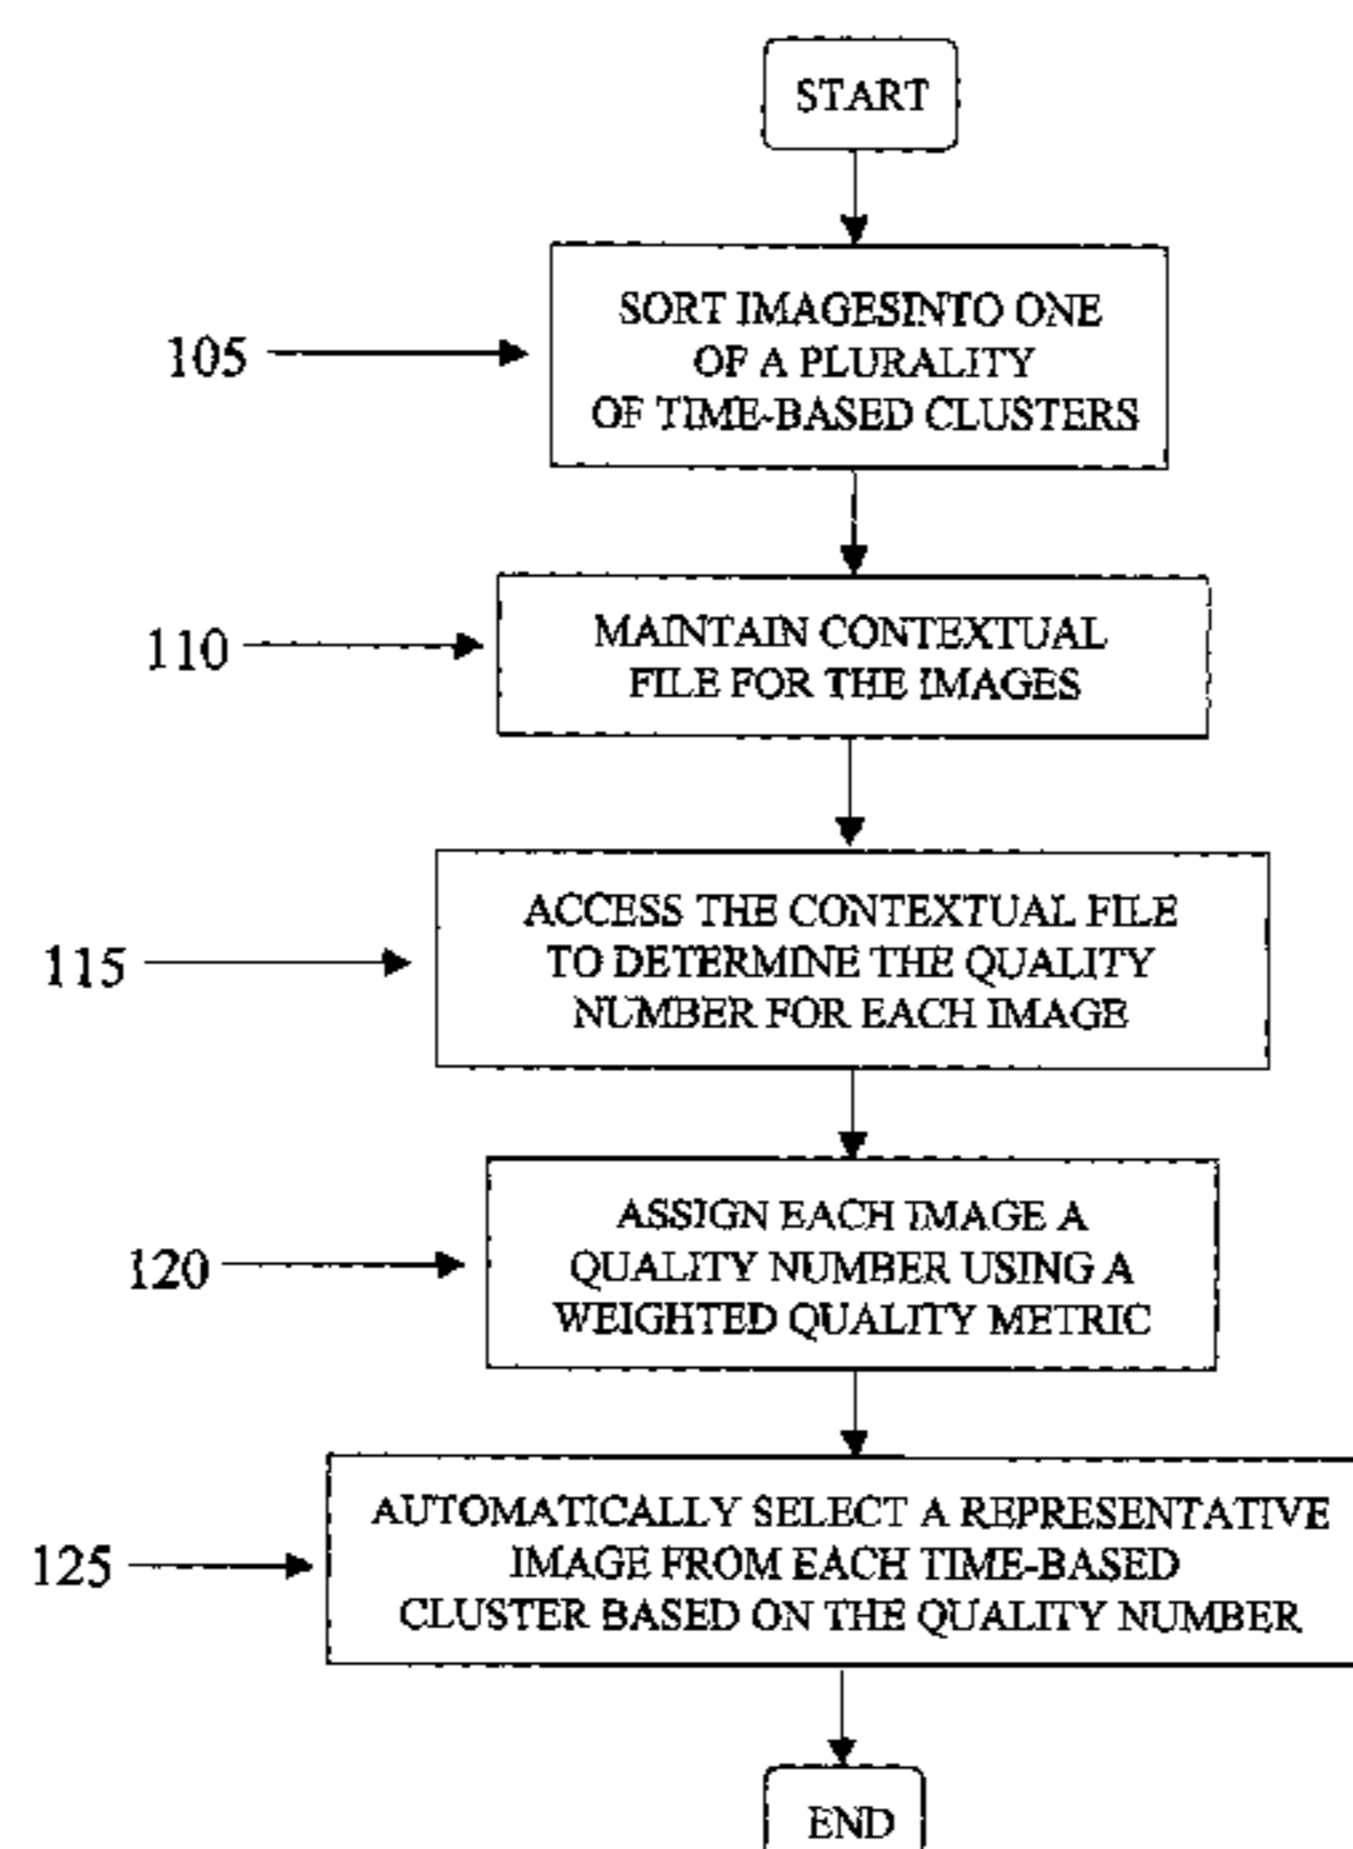 START
105
SORT IMAGESINTO ONE
OF A PLURALITY
OF TIME-BASED CLUSTERS
110
MAINTAIN CONTEXTUAL
FILE FOR THE IMAGES
115
ACCESS THE CONTEXTUAL FILE
TO DETERMINE THE QUALITY
NUMBER FOR EACH IMAGE
120
ASSIGN EACH IMAGE A
QUALITY NUMBER USING A
WEIGHTED QUALITY METRIC
125
AUTOMATICALLY SELECT A REPRESENTATIVE
IMAGE FROM EACH TIME-BASED
CLUSTER BASED ON THE QUALITY NUMBER
END